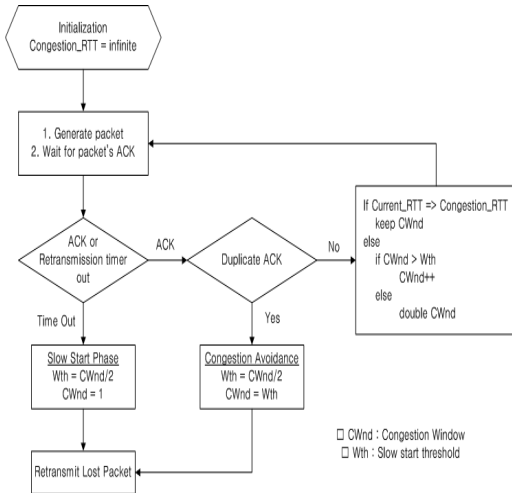 Initialization
Congestion_RTT = infinite
1. Generate packet
2. Wait for packet's ACK
ACK or
Retransmission timer
out
ACK
Duplicate ACK
No
If Current_RTT => Congestion_RTT
keep CWnd
else
if CWnd > Wth
CWnd++
else
double CWnd
Time Out
Yes
Slow Start Phase
Wth = CWnd/2
CWnd = 1
Congestion Avoidance
Wth = CWnd/2
CWnd = Wth
Retransmit Lost Packet
□ CWnd : Congestion Window
□ Wth : Slow start threshold